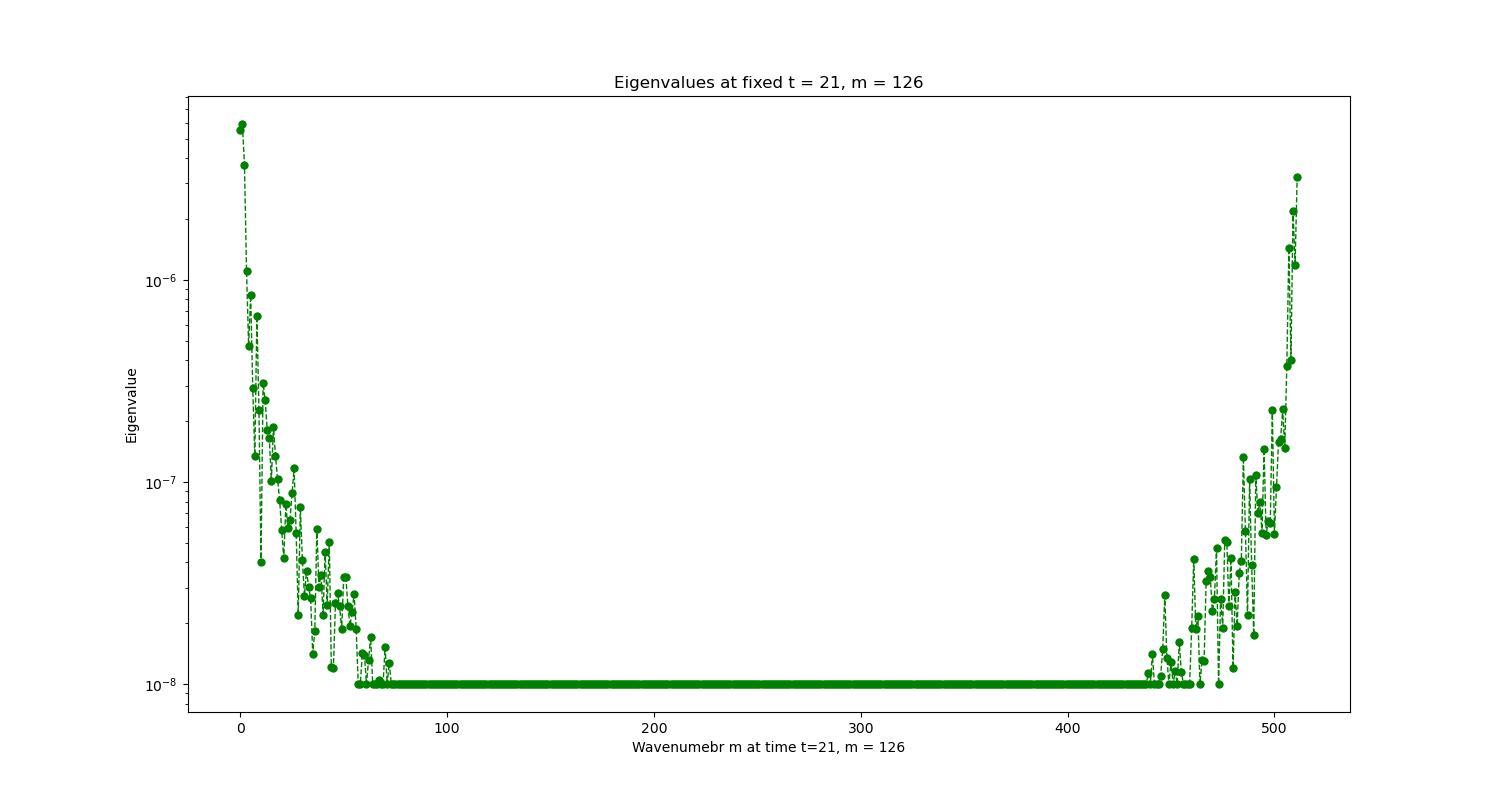 Eigenvalues at fixed t = 21, m = 126
Eigenvalue
10⁻⁶
10⁻⁷
10⁻⁸
0 100 200 300 400 500
Wavenumebr m at time t=21, m = 126